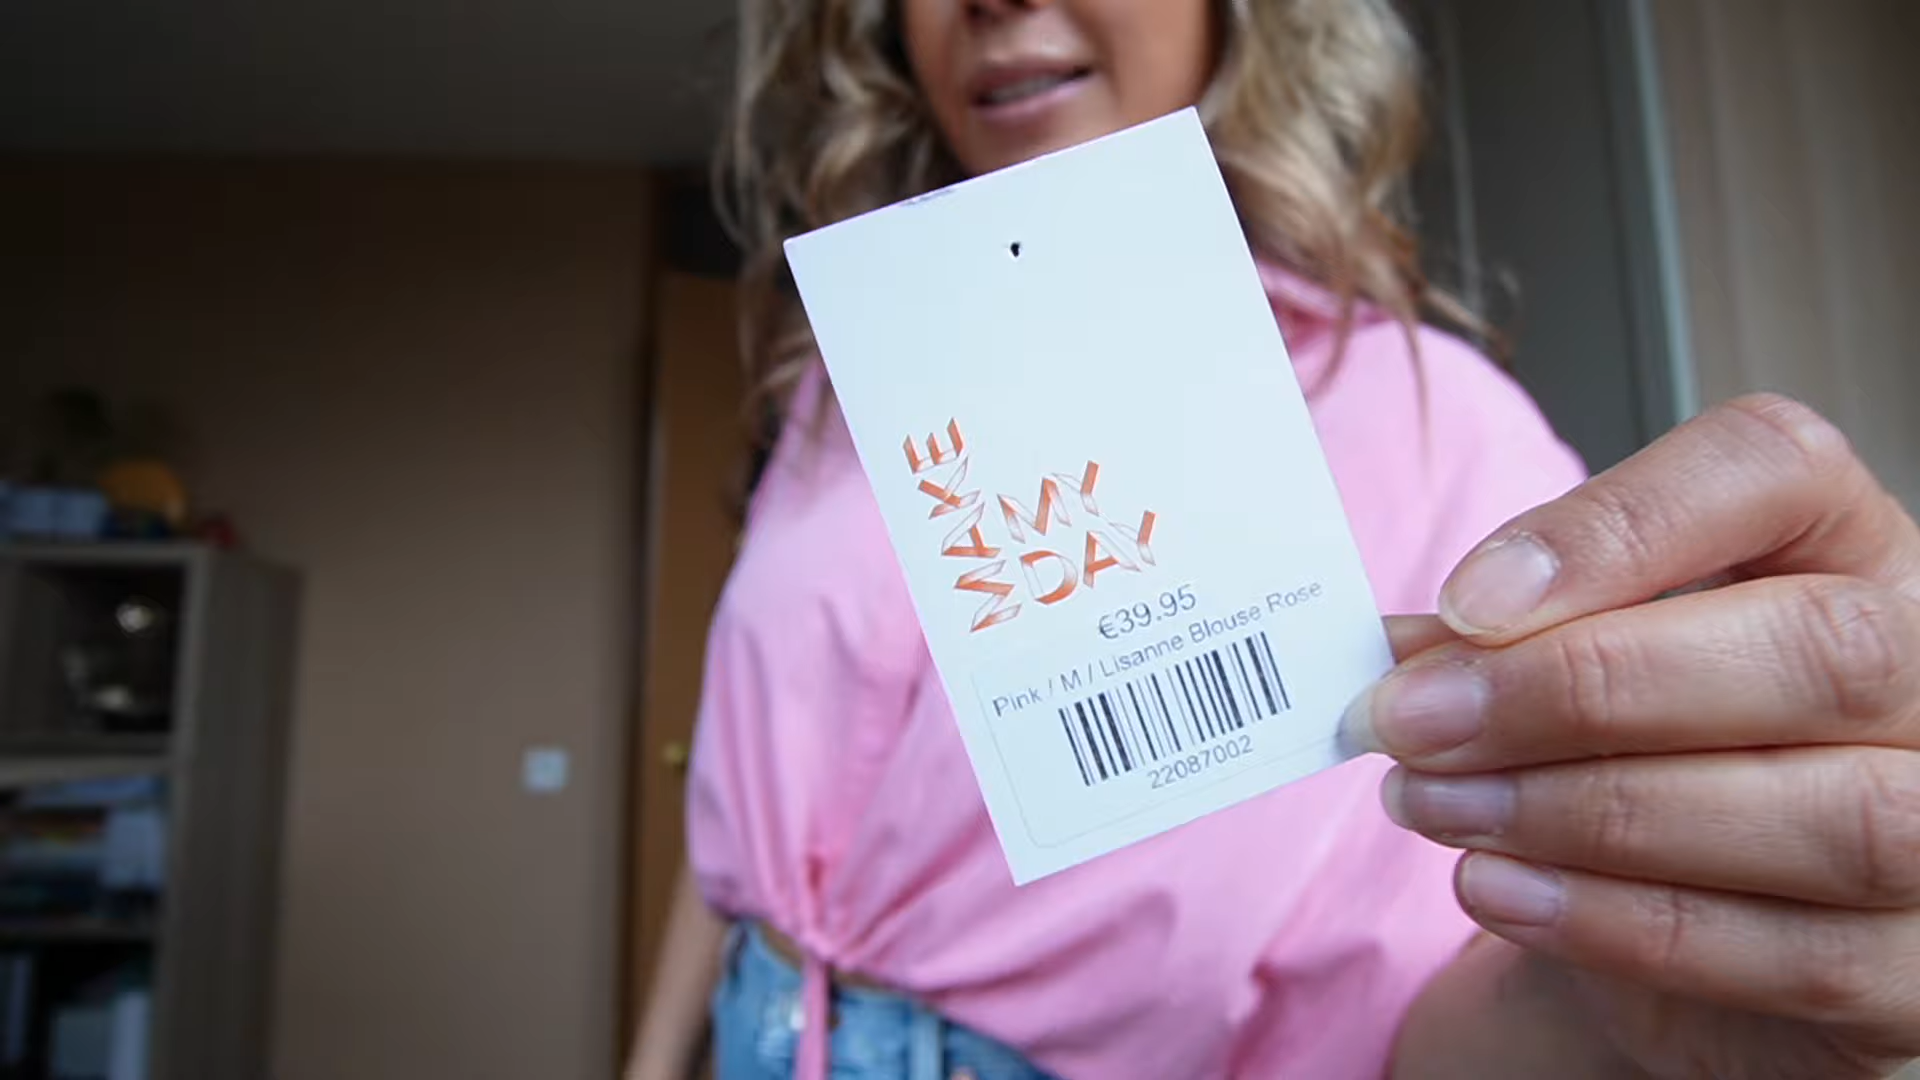 MAKE
MY
DAY
€39.95
Pink / M / Lisanne Blouse Rose
22087002